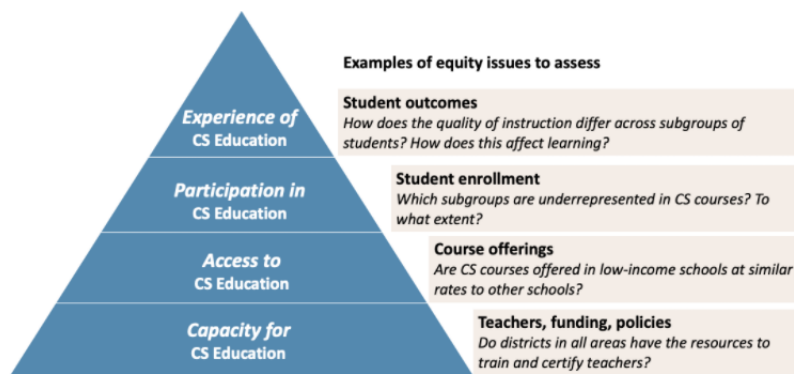 Examples of equity issues to assess
Experience of
CS Education
Student outcomes
How does the quality of instruction differ across subgroups of
students? How does this affect learning?
Participation in
CS Education
Student enrollment
Which subgroups are underrepresented in CS courses? To
what extent?
Access to
CS Education
Course offerings
Are CS courses offered in low-income schools at similar
rates to other schools?
Capacity for
CS Education
Teachers, funding, policies
Do districts in all areas have the resources to
train and certify teachers?